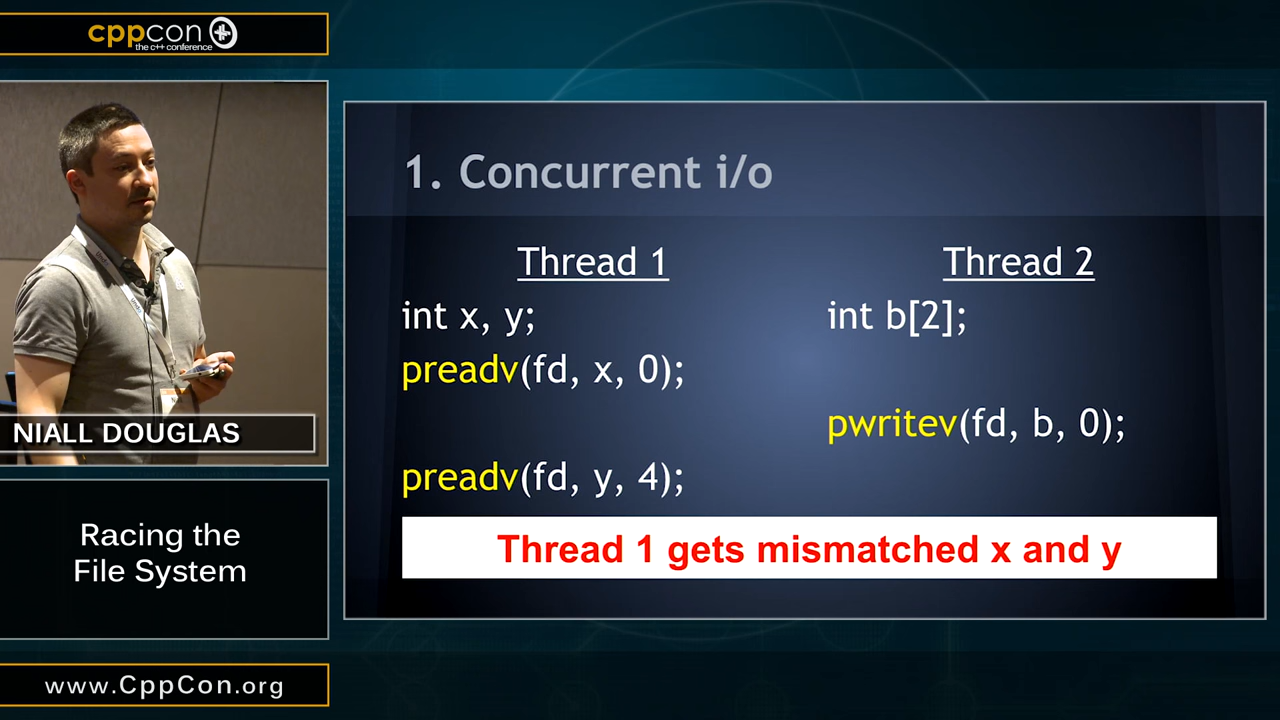 cppcon
the c++ conference
NIALL DOUGLAS
Racing the
File System
www.CppCon.org
1. Concurrent i/o
Thread 1
int x, y;
preadv(fd, x, 0);
preadv(fd, y, 4);
Thread 2
int b[2];
pwritev(fd, b, 0);
Thread 1 gets mismatched x and y